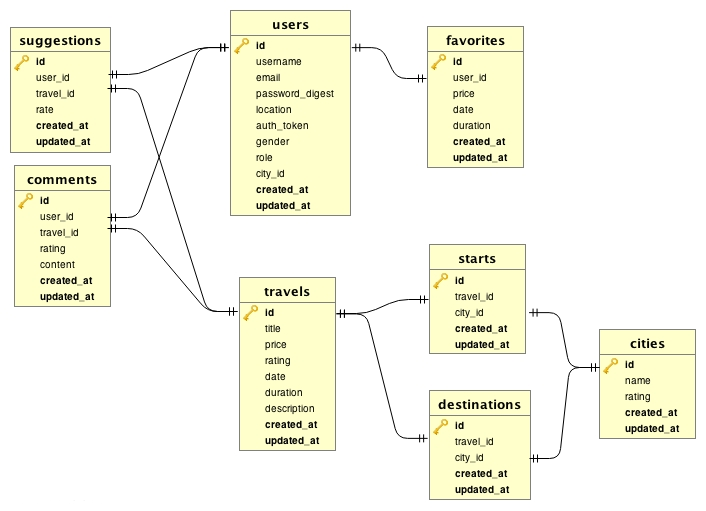 suggestions
id
user_id
travel_id
rate
created_at
updated_at
comments
id
user_id
travel_id
rating
content
created_at
updated_at
users
id
username
email
password_digest
location
auth_token
gender
role
city_id
created_at
updated_at
travels
id
title
price
rating
date
duration
description
created_at
updated_at
favorites
id
user_id
price
date
duration
created_at
updated_at
starts
id
travel_id
city_id
created_at
updated_at
destinations
id
travel_id
city_id
created_at
updated_at
cities
id
name
rating
created_at
updated_at